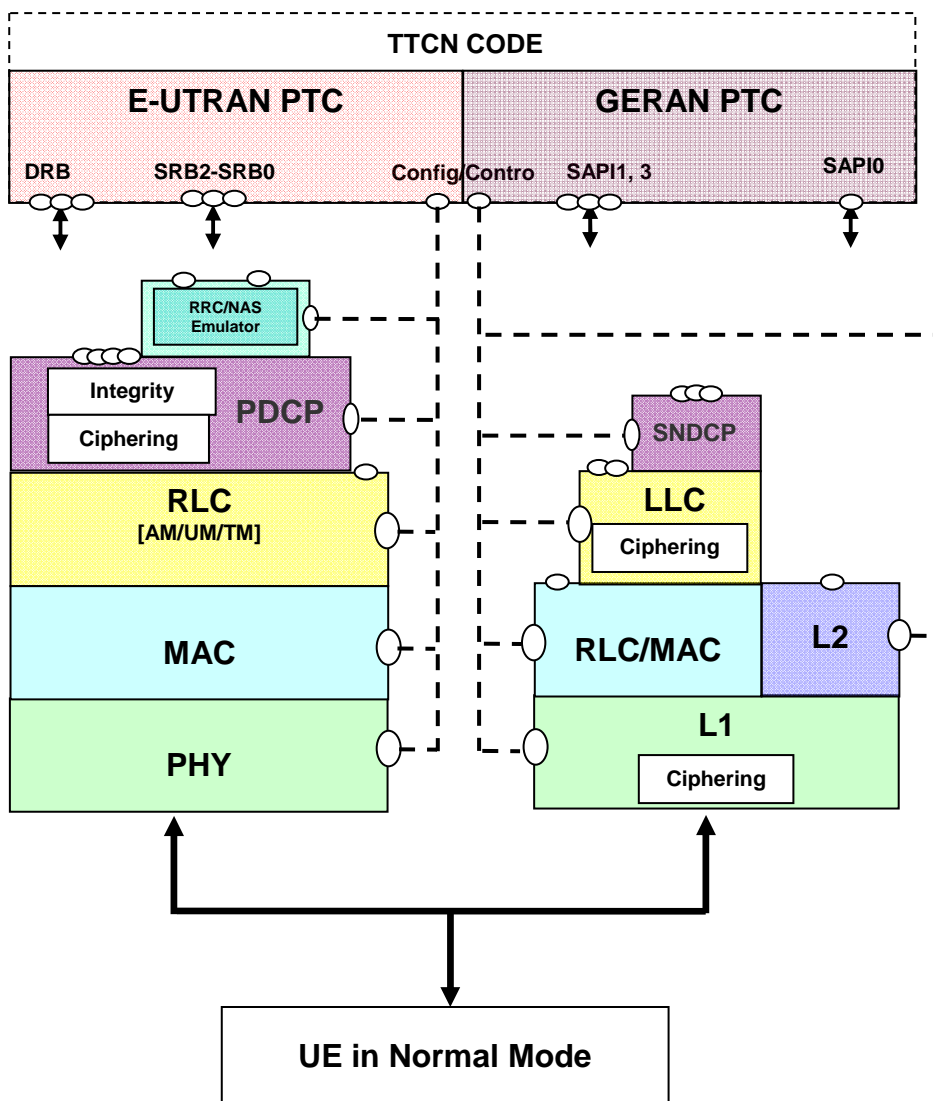 TTCN CODE
E-UTRAN PTC
GERAN PTC
DRB
SRB2-SRB0
Config/Contro
SAPI1, 3
SAPI0
RRC/NAS
Emulator
Integrity
Ciphering
PDCP
SNDCP
RLC
[AM/UM/TM]
LLC
Ciphering
MAC
RLC/MAC
L2
PHY
L1
Ciphering
UE in Normal Mode